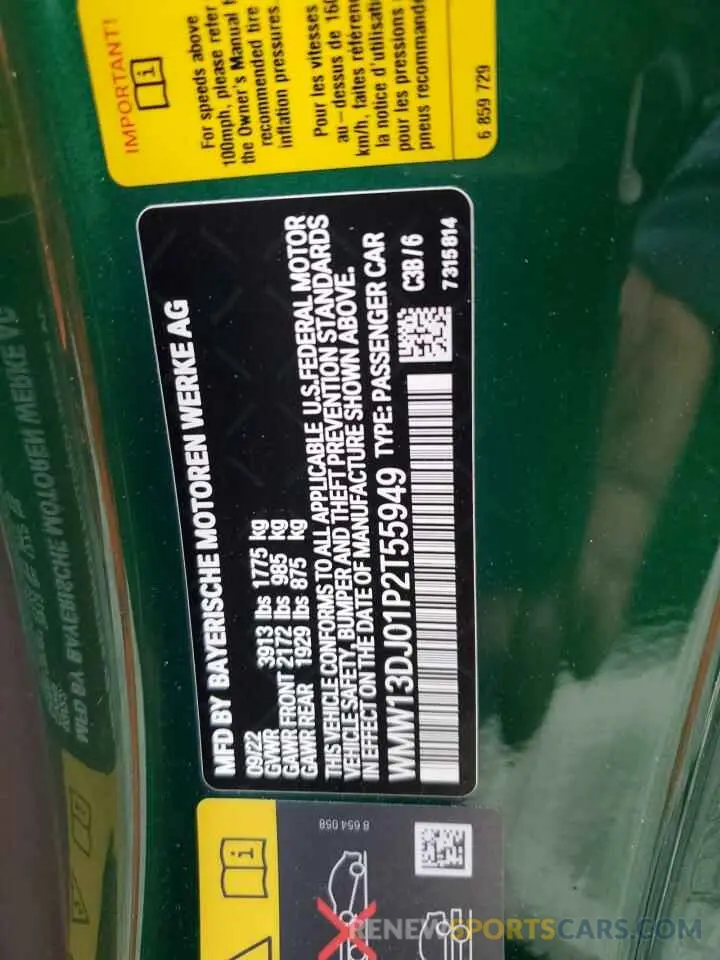 IMPORTANT!
For speeds above
100mph, please refer
the Owner's Manual f
recommended tire
inflation pressures
Pour les vitesses
au – dessus de 160
km/h, faites référenc
la notice d'utilisati
pour les pressions
pneus recommandé
6 859 729
MFD BY BAYERISCHE MOTOREN WERKE AG
09/22
GVWR 3913 lbs 1775 kg
GAWR FRONT 2172 lbs 985 kg
GAWR REAR 1929 lbs 875 kg
THIS VEHICLE CONFORMS TO ALL APPLICABLE U.S. FEDERAL MOTOR
VEHICLE SAFETY, BUMPER AND THEFT PREVENTION STANDARDS
IN EFFECT ON THE DATE OF MANUFACTURE SHOWN ABOVE.
WMW13DJ01P2T55949 TYPE: PASSENGER CAR
C3B / 6
7315814
8 654 058
RENEWSPORTSCARS.COM